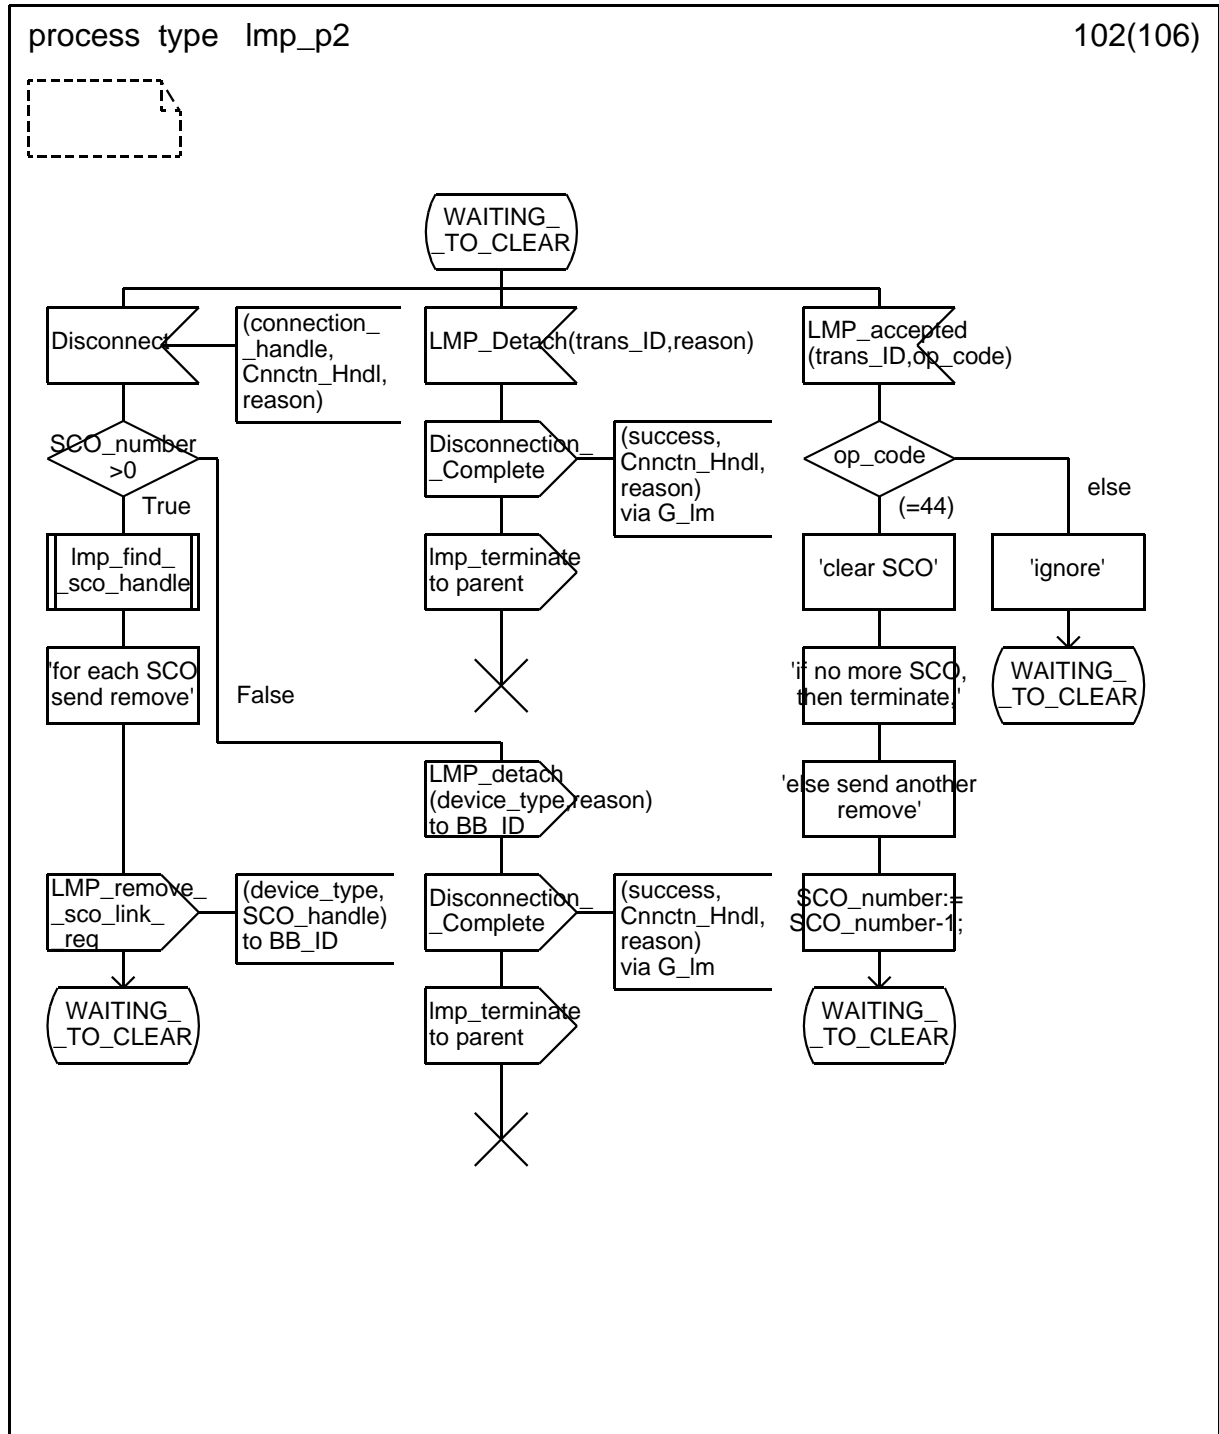 process type lmp_p2
102(106)
WAITING_
_TO_CLEAR
Disconnect
(connection_
_handle,
Cnnctn_Hndl,
reason)
LMP_Detach(trans_ID,reason)
LMP_accepted
(trans_ID,op_code)
SCO_number
>0
True
False
Disconnection_
_Complete
(success,
Cnnctn_Hndl,
reason)
via G_lm
op_code
(=44)
else
lmp_find_
_sco_handle
lmp_terminate
to parent
'clear SCO'
'ignore'
'for each SCO
send remove'
'if no more SCO,
then terminate,'
WAITING_
_TO_CLEAR
LMP_detach
(device_type,reason)
to BB_ID
'else send another
remove'
LMP_remove_
_sco_link_
_req
(device_type,
SCO_handle)
to BB_ID
Disconnection_
_Complete
(success,
Cnnctn_Hndl,
reason)
via G_lm
SCO_number:=
SCO_number-1;
WAITING_
_TO_CLEAR
lmp_terminate
to parent
WAITING_
_TO_CLEAR